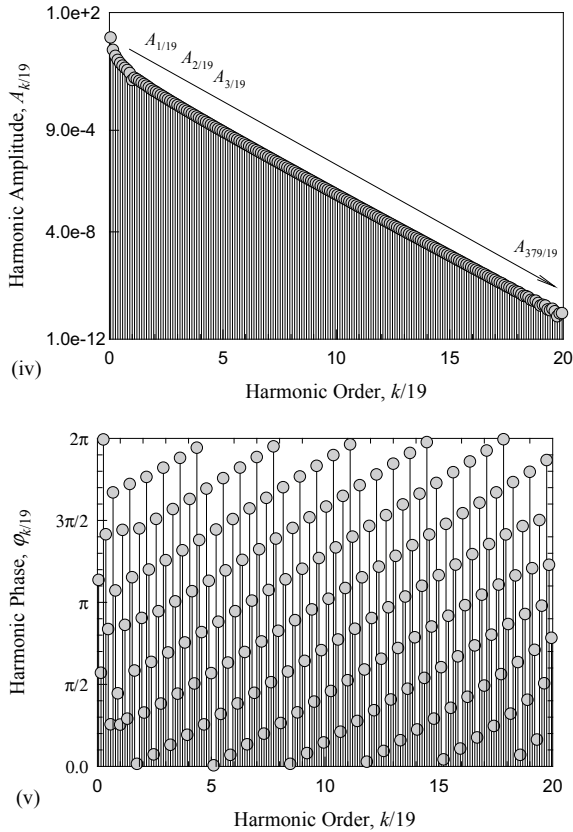 1.0e+2
A1/19
A2/19
A3/19
9.0e-4
4.0e-8
A379/19
1.0e-12
Harmonic Amplitude, Ak/19
0 5 10 15 20
(iv)
Harmonic Order, k/19
2π
3π/2
π
π/2
0.0
Harmonic Phase, φk/19
0 5 10 15 20
(v)
Harmonic Order, k/19